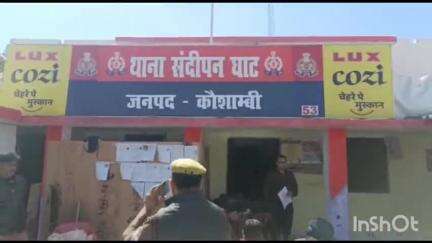 LUX
cozi
चेहरे पे
मुस्कान
थाना संदीपन घाट
जनपद - कौशाम्बी
53
LUX
cozi
चेहरे पे
मुस्कान
InShOt